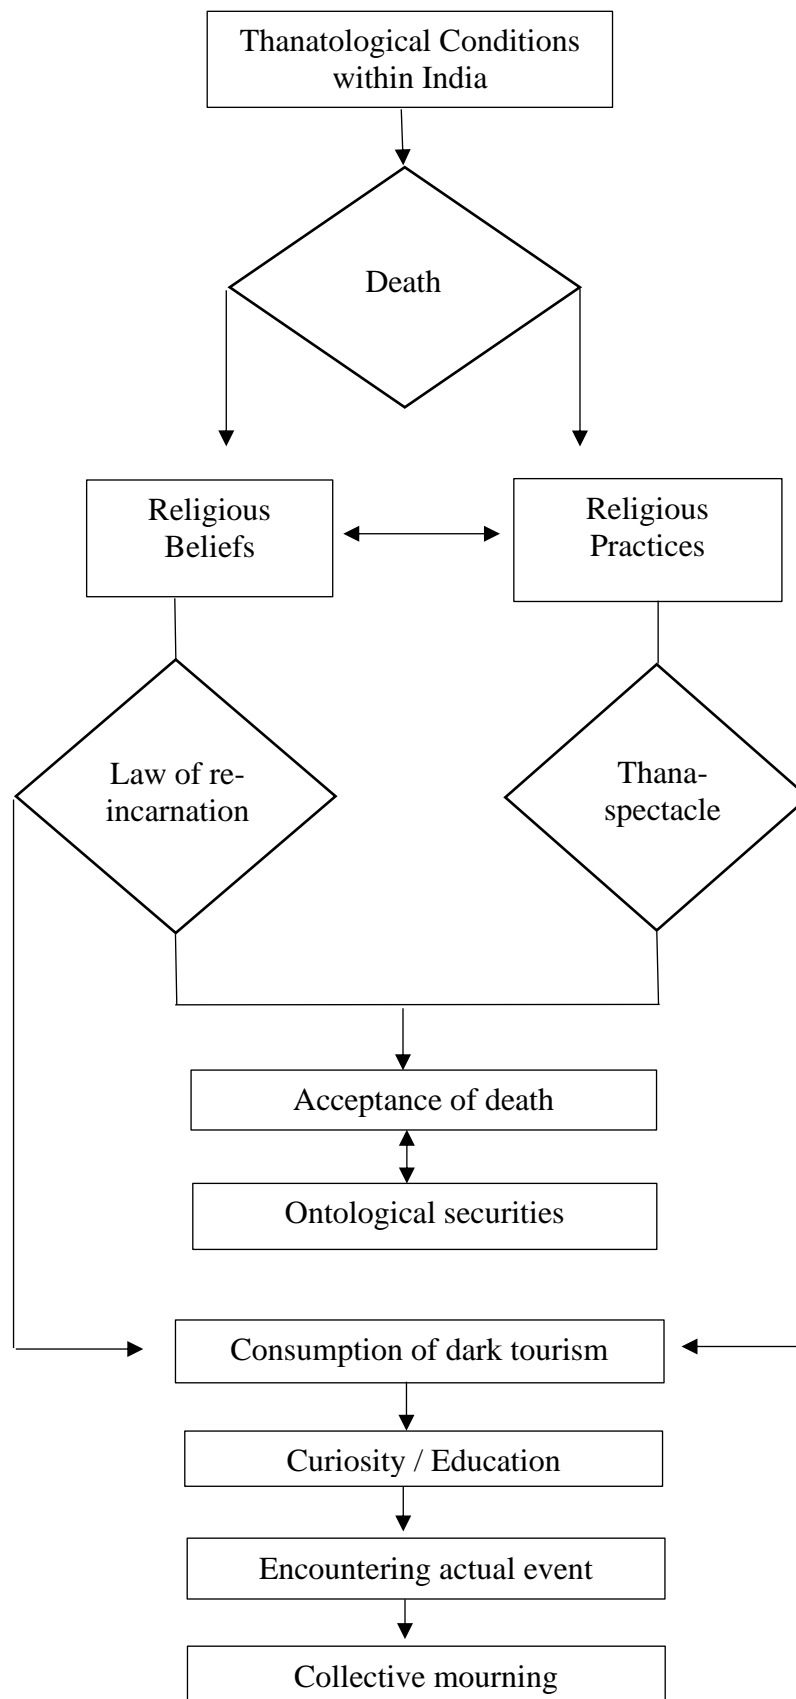 Thanatological Conditions
within India
Death
Religious
Beliefs
Religious
Practices
Law of re-
incarnation
Thana-
spectacle
Acceptance of death
Ontological securities
Consumption of dark tourism
Curiosity / Education
Encountering actual event
Collective mourning